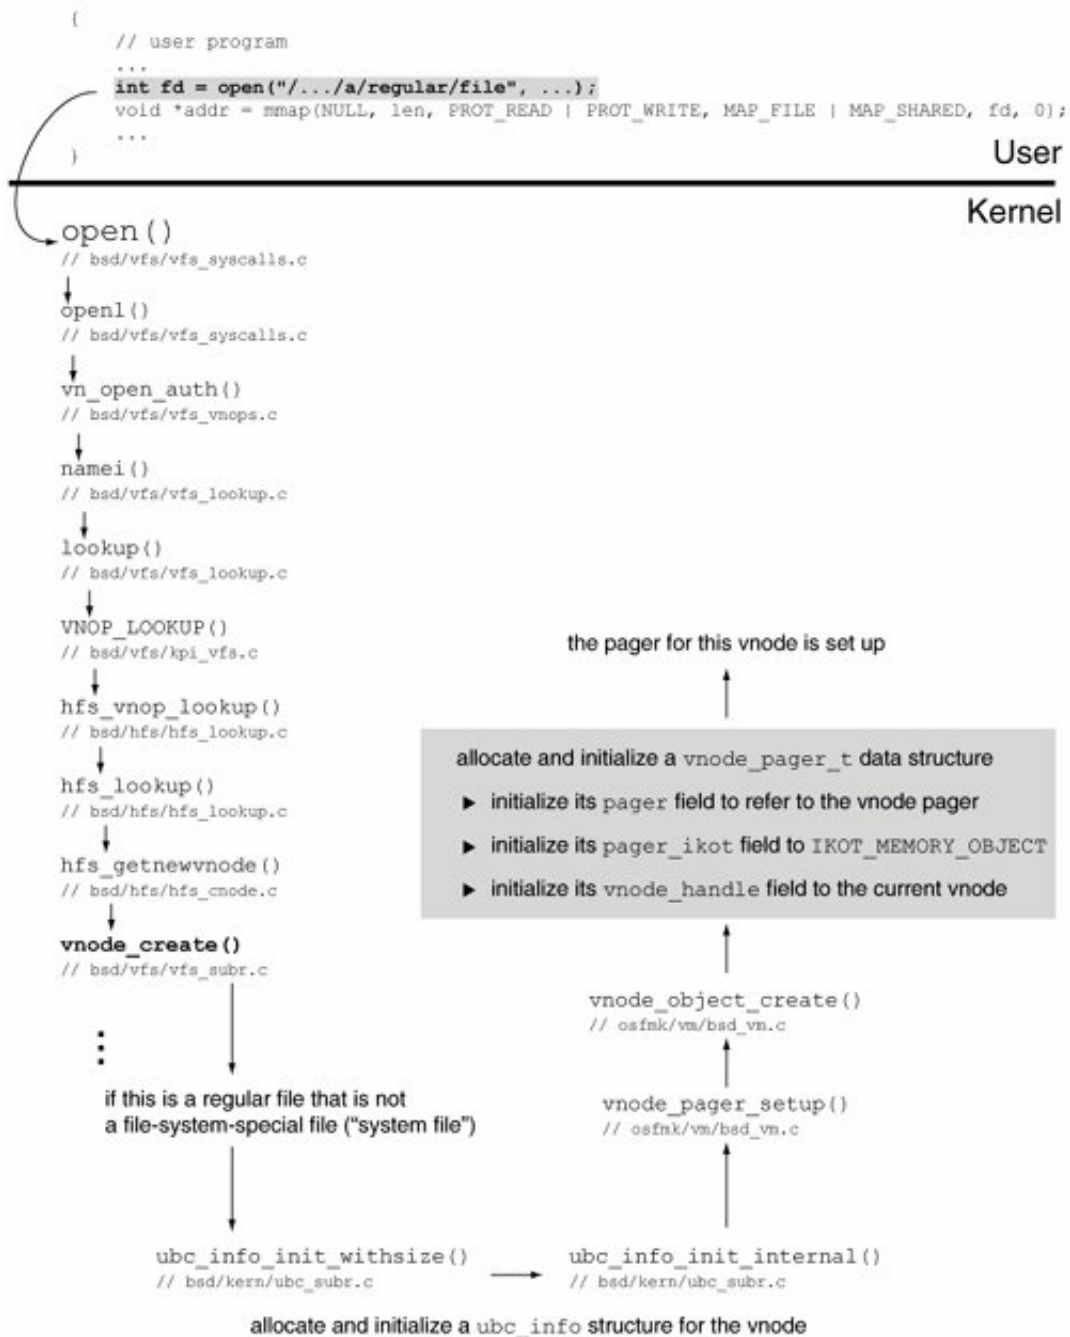 {
// user program
...
int fd = open("/.../a/regular/file", ...);
void *addr = mmap(NULL, len, PROT_READ | PROT_WRITE, MAP_FILE | MAP_SHARED, fd, 0);
...
}
User
Kernel
open()
// bsd/vfs/vfs_syscalls.c
open1()
// bsd/vfs/vfs_syscalls.c
vn_open_auth()
// bsd/vfs/vfs_vnops.c
namei()
// bsd/vfs/vfs_lookup.c
lookup()
// bsd/vfs/vfs_lookup.c
VNOP_LOOKUP()
// bsd/vfs/kpi_vfs.c
hfs_vnop_lookup()
// bsd/hfs/hfs_lookup.c
hfs_lookup()
// bsd/hfs/hfs_lookup.c
hfs_getnewvnode()
// bsd/hfs/hfs_cnode.c
vnode_create()
// bsd/vfs/vfs_subr.c
if this is a regular file that is not
a file-system-special file (“system file”)
ubc_info_init_withsize()
// bsd/kern/ubc_subr.c
ubc_info_init_internal()
// bsd/kern/ubc_subr.c
allocate and initialize a ubc_info structure for the vnode
vnode_pager_setup()
// osfmk/vm/bsd_vm.c
vnode_object_create()
// osfmk/vm/bsd_vm.c
allocate and initialize a vnode_pager_t data structure
▶ initialize its pager field to refer to the vnode pager
▶ initialize its pager_ikot field to IKOT_MEMORY_OBJECT
▶ initialize its vnode_handle field to the current vnode
the pager for this vnode is set up